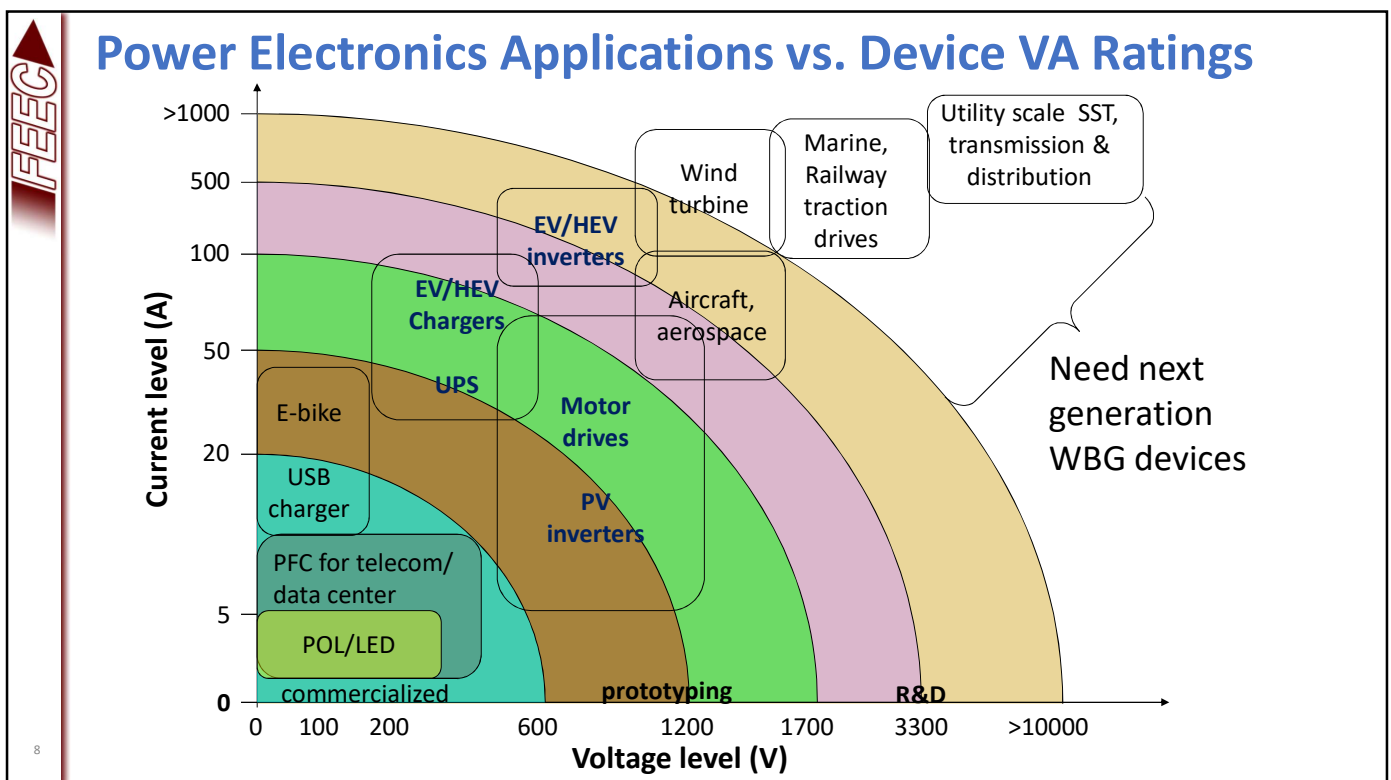 FEEC
Power Electronics Applications vs. Device VA Ratings
>1000
500
100
50
20
5
0
Current level (A)
Utility scale SST,
transmission &
distribution
Marine,
Railway
traction
drives
Wind
turbine
EV/HEV
inverters
Aircraft,
aerospace
EV/HEV
Chargers
UPS
Motor
drives
PV
inverters
E-bike
USB
charger
PFC for telecom/
data center
POL/LED
commercialized
prototyping
R&D
Need next
generation
WBG devices
0
100
200
600
1200
1700
3300
>10000
Voltage level (V)
8